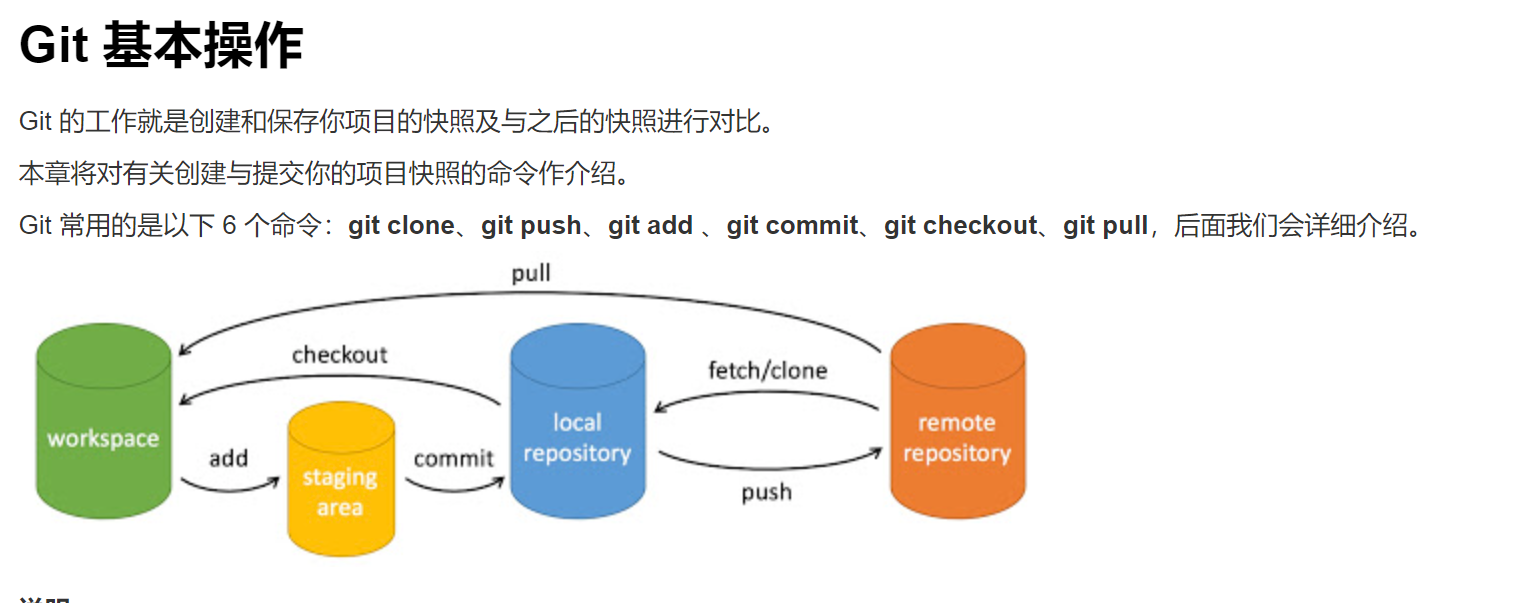 Git 基本操作
Git 的工作就是创建和保存你项目的快照及与之后的快照进行对比。
本章将对有关创建与提交你的项目快照的命令作介绍。
Git 常用的是以下 6 个命令：git clone、git push、git add 、git commit、git checkout、git pull，后面我们会详细介绍。
pull
checkout
fetch/clone
workspace
add
staging
area
commit
local
repository
push
remote
repository